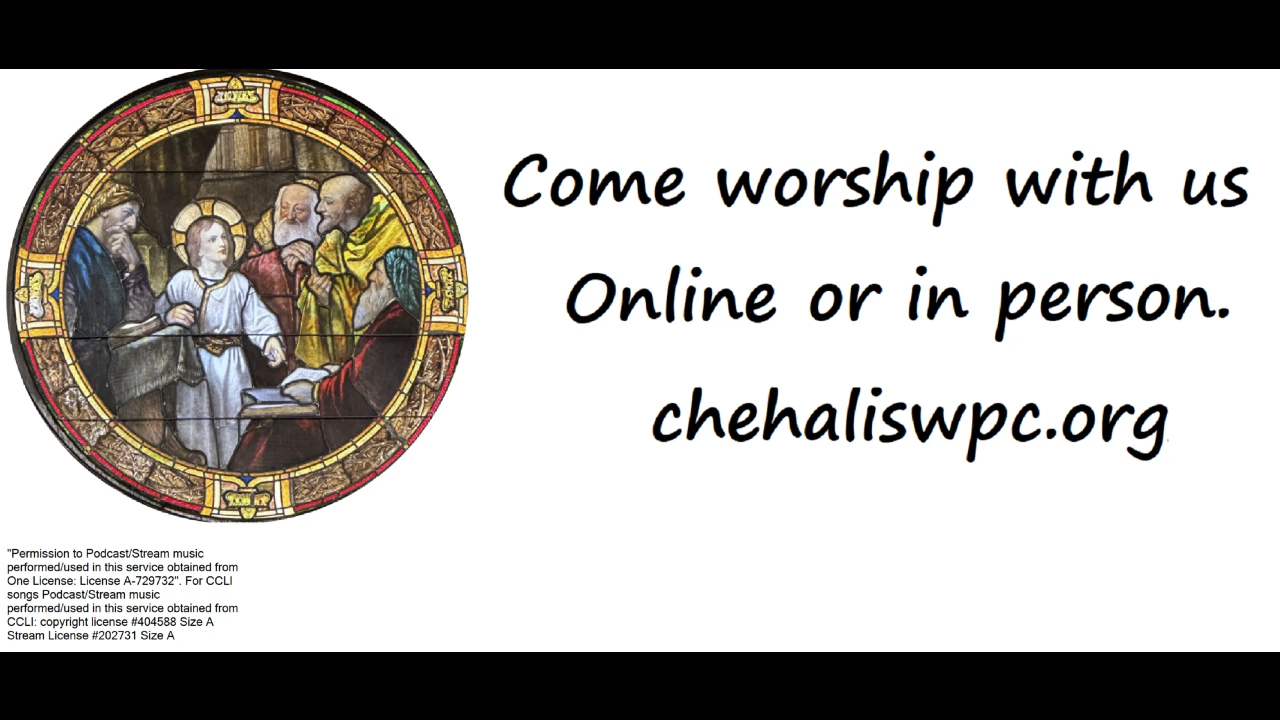 Come worship with us
Online or in person.
chehaliswpc.org
"Permission to Podcast/Stream music
performed/used in this service obtained from
One License: License A-729732". For CCLI
songs Podcast/Stream music
performed/used in this service obtained from
CCLI: copyright license #404588 Size A
Stream License #202731 Size A